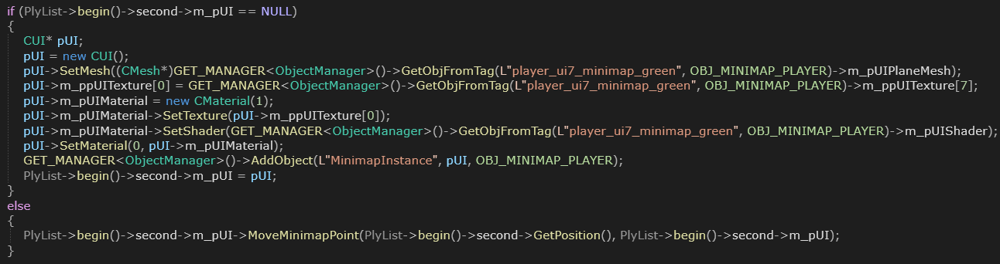 if (PlyList->begin()->second->m_pUI == NULL)
{
CUI* pUI;
pUI = new CUI();
pUI->SetMesh((CMesh*)GET_MANAGER<ObjectManager>()->GetObjFromTag(L"player_ui7_minimap_green", OBJ_MINIMAP_PLAYER)->m_pUIPlaneMesh);
pUI->m_ppUITexture[0] = GET_MANAGER<ObjectManager>()->GetObjFromTag(L"player_ui7_minimap_green", OBJ_MINIMAP_PLAYER)->m_ppUITexture[7];
pUI->m_pUIMaterial = new CMaterial(1);
pUI->m_pUIMaterial->SetTexture(pUI->m_ppUITexture[0]);
pUI->m_pUIMaterial->SetShader(GET_MANAGER<ObjectManager>()->GetObjFromTag(L"player_ui7_minimap_green", OBJ_MINIMAP_PLAYER)->m_pUIShader);
pUI->SetMaterial(0, pUI->m_pUIMaterial);
GET_MANAGER<ObjectManager>()->AddObject(L"MinimapInstance", pUI, OBJ_MINIMAP_PLAYER);
PlyList->begin()->second->m_pUI = pUI;
}
else
{
PlyList->begin()->second->m_pUI->MoveMinimapPoint(PlyList->begin()->second->GetPosition(), PlyList->begin()->second->m_pUI);
}